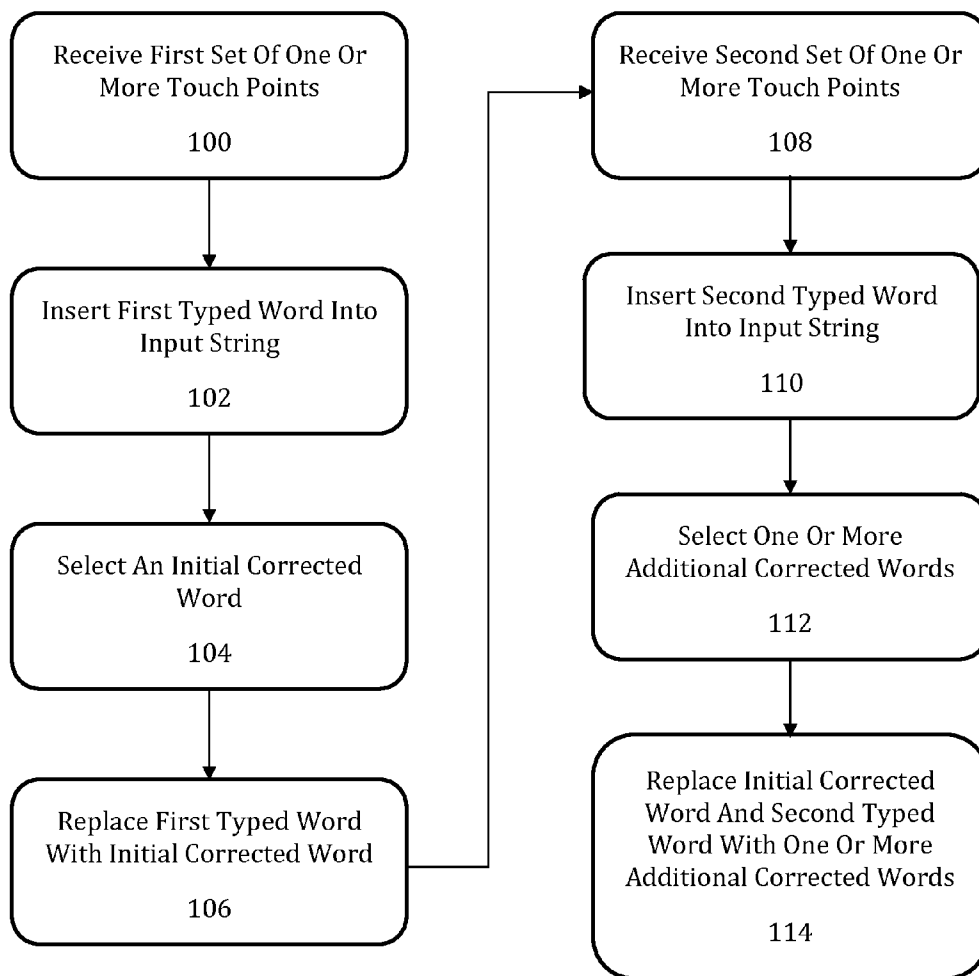 Receive First Set Of One Or
More Touch Points
100
Insert First Typed Word Into
Input String
102
Select An Initial Corrected
Word
104
Replace First Typed Word
With Initial Corrected Word
106
Receive Second Set Of One Or
More Touch Points
108
Insert Second Typed Word
Into Input String
110
Select One Or More
Additional Corrected Words
112
Replace Initial Corrected
Word And Second Typed
Word With One Or More
Additional Corrected Words
114